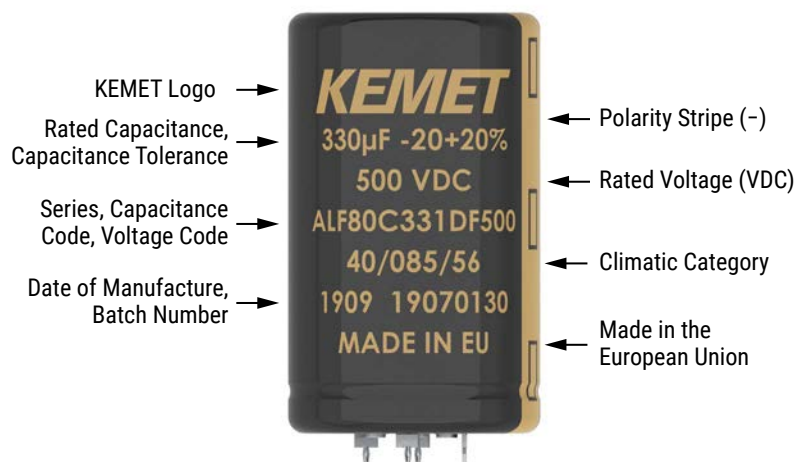 KEMET Logo
Rated Capacitance,
Capacitance Tolerance
Series, Capacitance
Code, Voltage Code
Date of Manufacture,
Batch Number
KEMET
330µF -20+20%
500 VDC
ALF80C331DF500
40/085/56
1909 19070130
MADE IN EU
Polarity Stripe (−)
Rated Voltage (VDC)
Climatic Category
Made in the
European Union